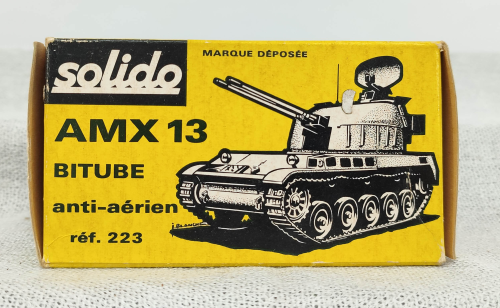 solido
MARQUE DÉPOSÉE
AMX 13
BITUBE
anti-aérien
réf. 223